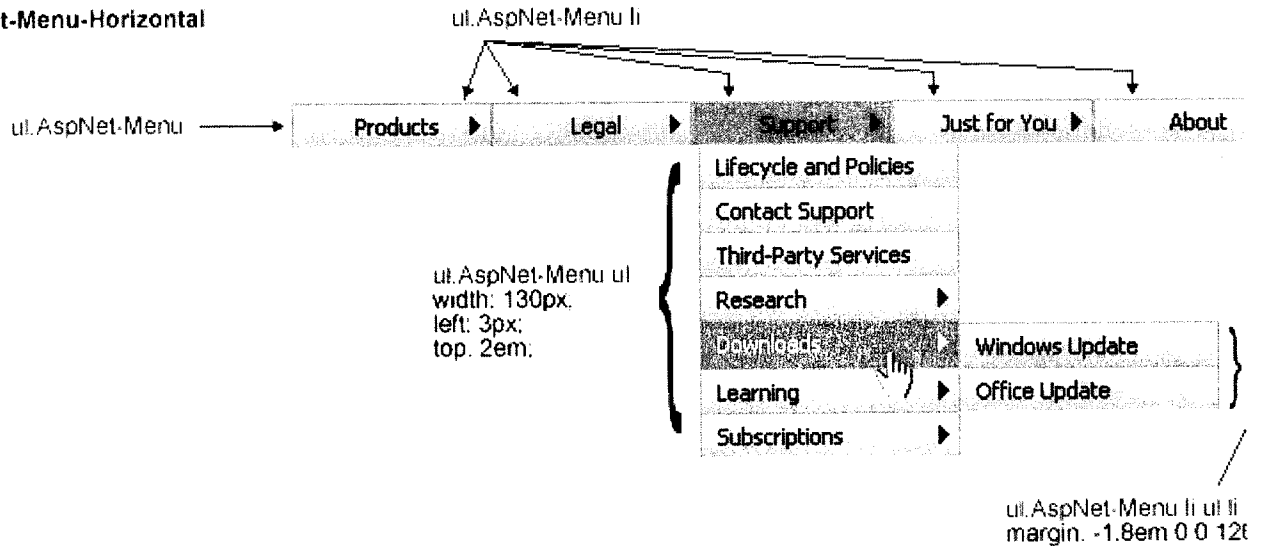 t-Menu-Horizontal
ul.AspNet-Menu li
ul.AspNet-Menu
Products
Legal
Support
Just for You
About
Lifecycle and Policies
Contact Support
Third-Party Services
Research
Downloads
Learning
Subscriptions
ul.AspNet-Menu ul
width: 130px;
left: 3px;
top. 2em;
Windows Update
Office Update
ul.AspNet-Menu li ul li
margin. -1.8em 0 0